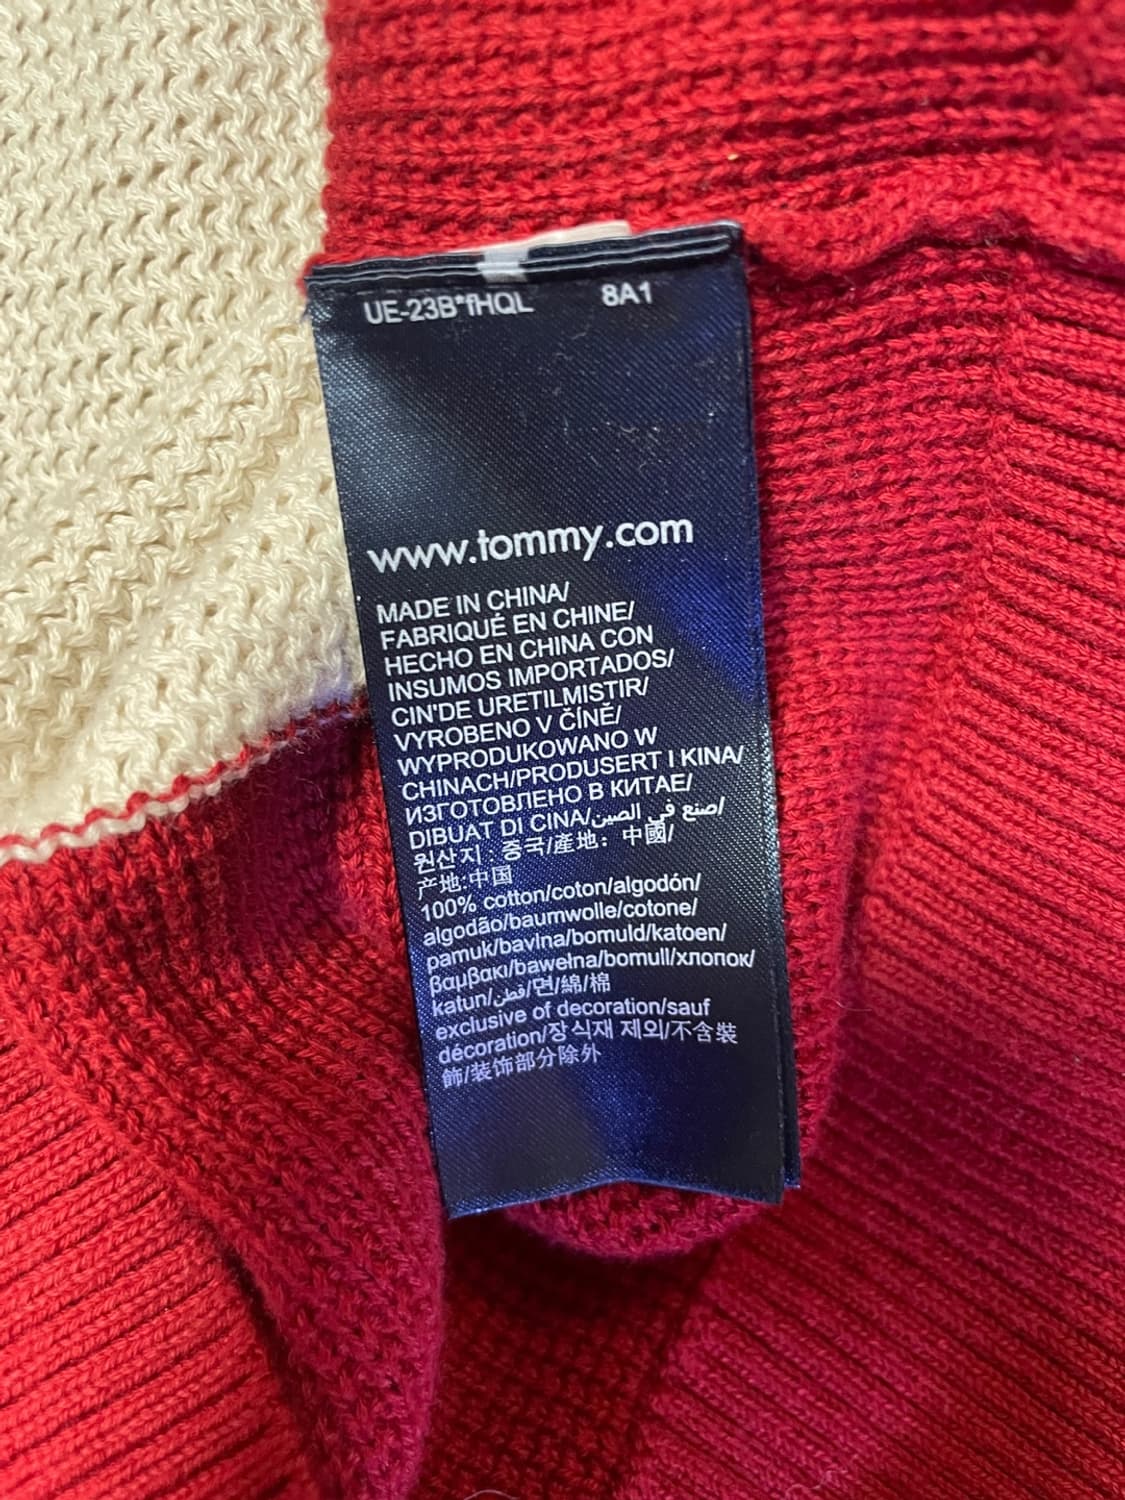 UE-23B*fHQL 8A1
www.tommy.com
MADE IN CHINA/
FABRIQUÉ EN CHINE/
HECHO EN CHINA CON
INSUMOS IMPORTADOS/
CIN'DE URETILMISTIR/
VYROBENO V ČÍNĚ/
WYPRODUKOWANO W
CHINACH/PRODUSERT I KINA/
ИЗГОТОВЛЕНО В КИТАЕ/
DIBUAT DI CINA/صنع في الصين/
원산지: 중국/產地: 中國/
产地:中国
100% cotton/coton/algodón/
algodão/baumwolle/cotone/
pamuk/bavlna/bomuld/katoen/
βαμβακι/bawełna/bomull/хлопок/
katun/قطن/면/綿/棉
exclusive of decoration/sauf
décoration/장식재 제외/不含裝
飾/装饰部分除外